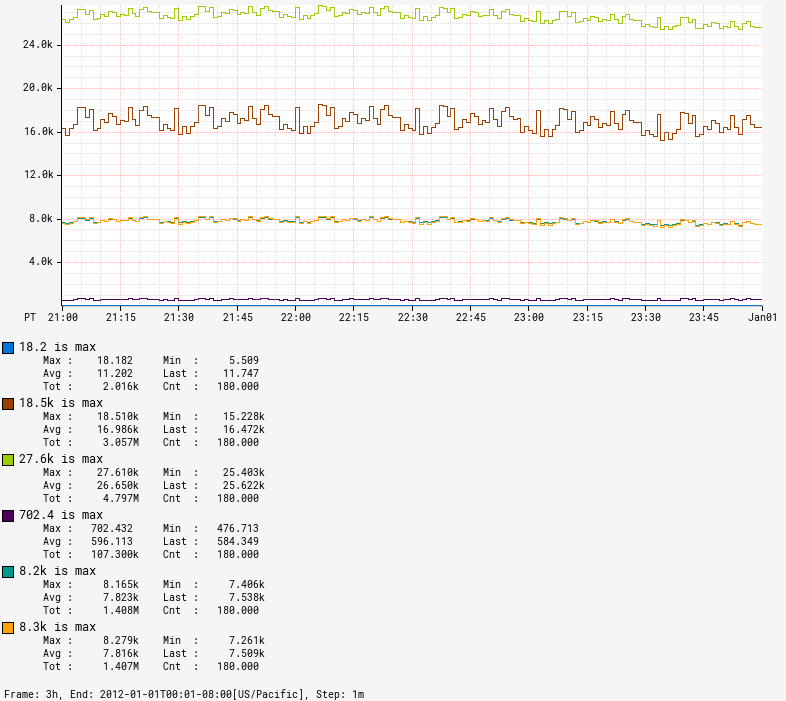 24.0k
20.0k
16.0k
12.0k
8.0k
4.0k
PT 21:00 21:15 21:30 21:45 22:00 22:15 22:30 22:45 23:00 23:15 23:30 23:45 Jan01
18.2 is max
Max : 18.182 Min : 5.509
Avg : 11.202 Last : 11.747
Tot : 2.016k Cnt : 180.000
18.5k is max
Max : 18.510k Min : 15.228k
Avg : 16.986k Last : 16.472k
Tot : 3.057M Cnt : 180.000
27.6k is max
Max : 27.610k Min : 25.403k
Avg : 26.650k Last : 25.622k
Tot : 4.797M Cnt : 180.000
702.4 is max
Max : 702.432 Min : 476.713
Avg : 596.113 Last : 584.349
Tot : 107.300k Cnt : 180.000
8.2k is max
Max : 8.165k Min : 7.406k
Avg : 7.823k Last : 7.538k
Tot : 1.408M Cnt : 180.000
8.3k is max
Max : 8.279k Min : 7.261k
Avg : 7.816k Last : 7.509k
Tot : 1.407M Cnt : 180.000
Frame: 3h, End: 2012-01-01T00:01-08:00[US/Pacific], Step: 1m